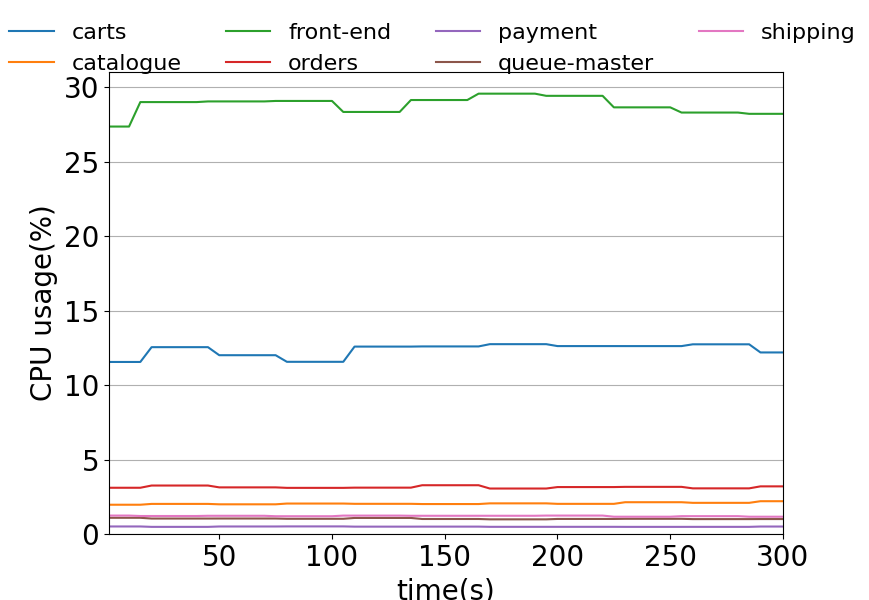 carts front-end payment shipping
catalogue orders queue-master
30
25
20
15
10
5
0
CPU usage(%)
50 100 150 200 250 300
time(s)